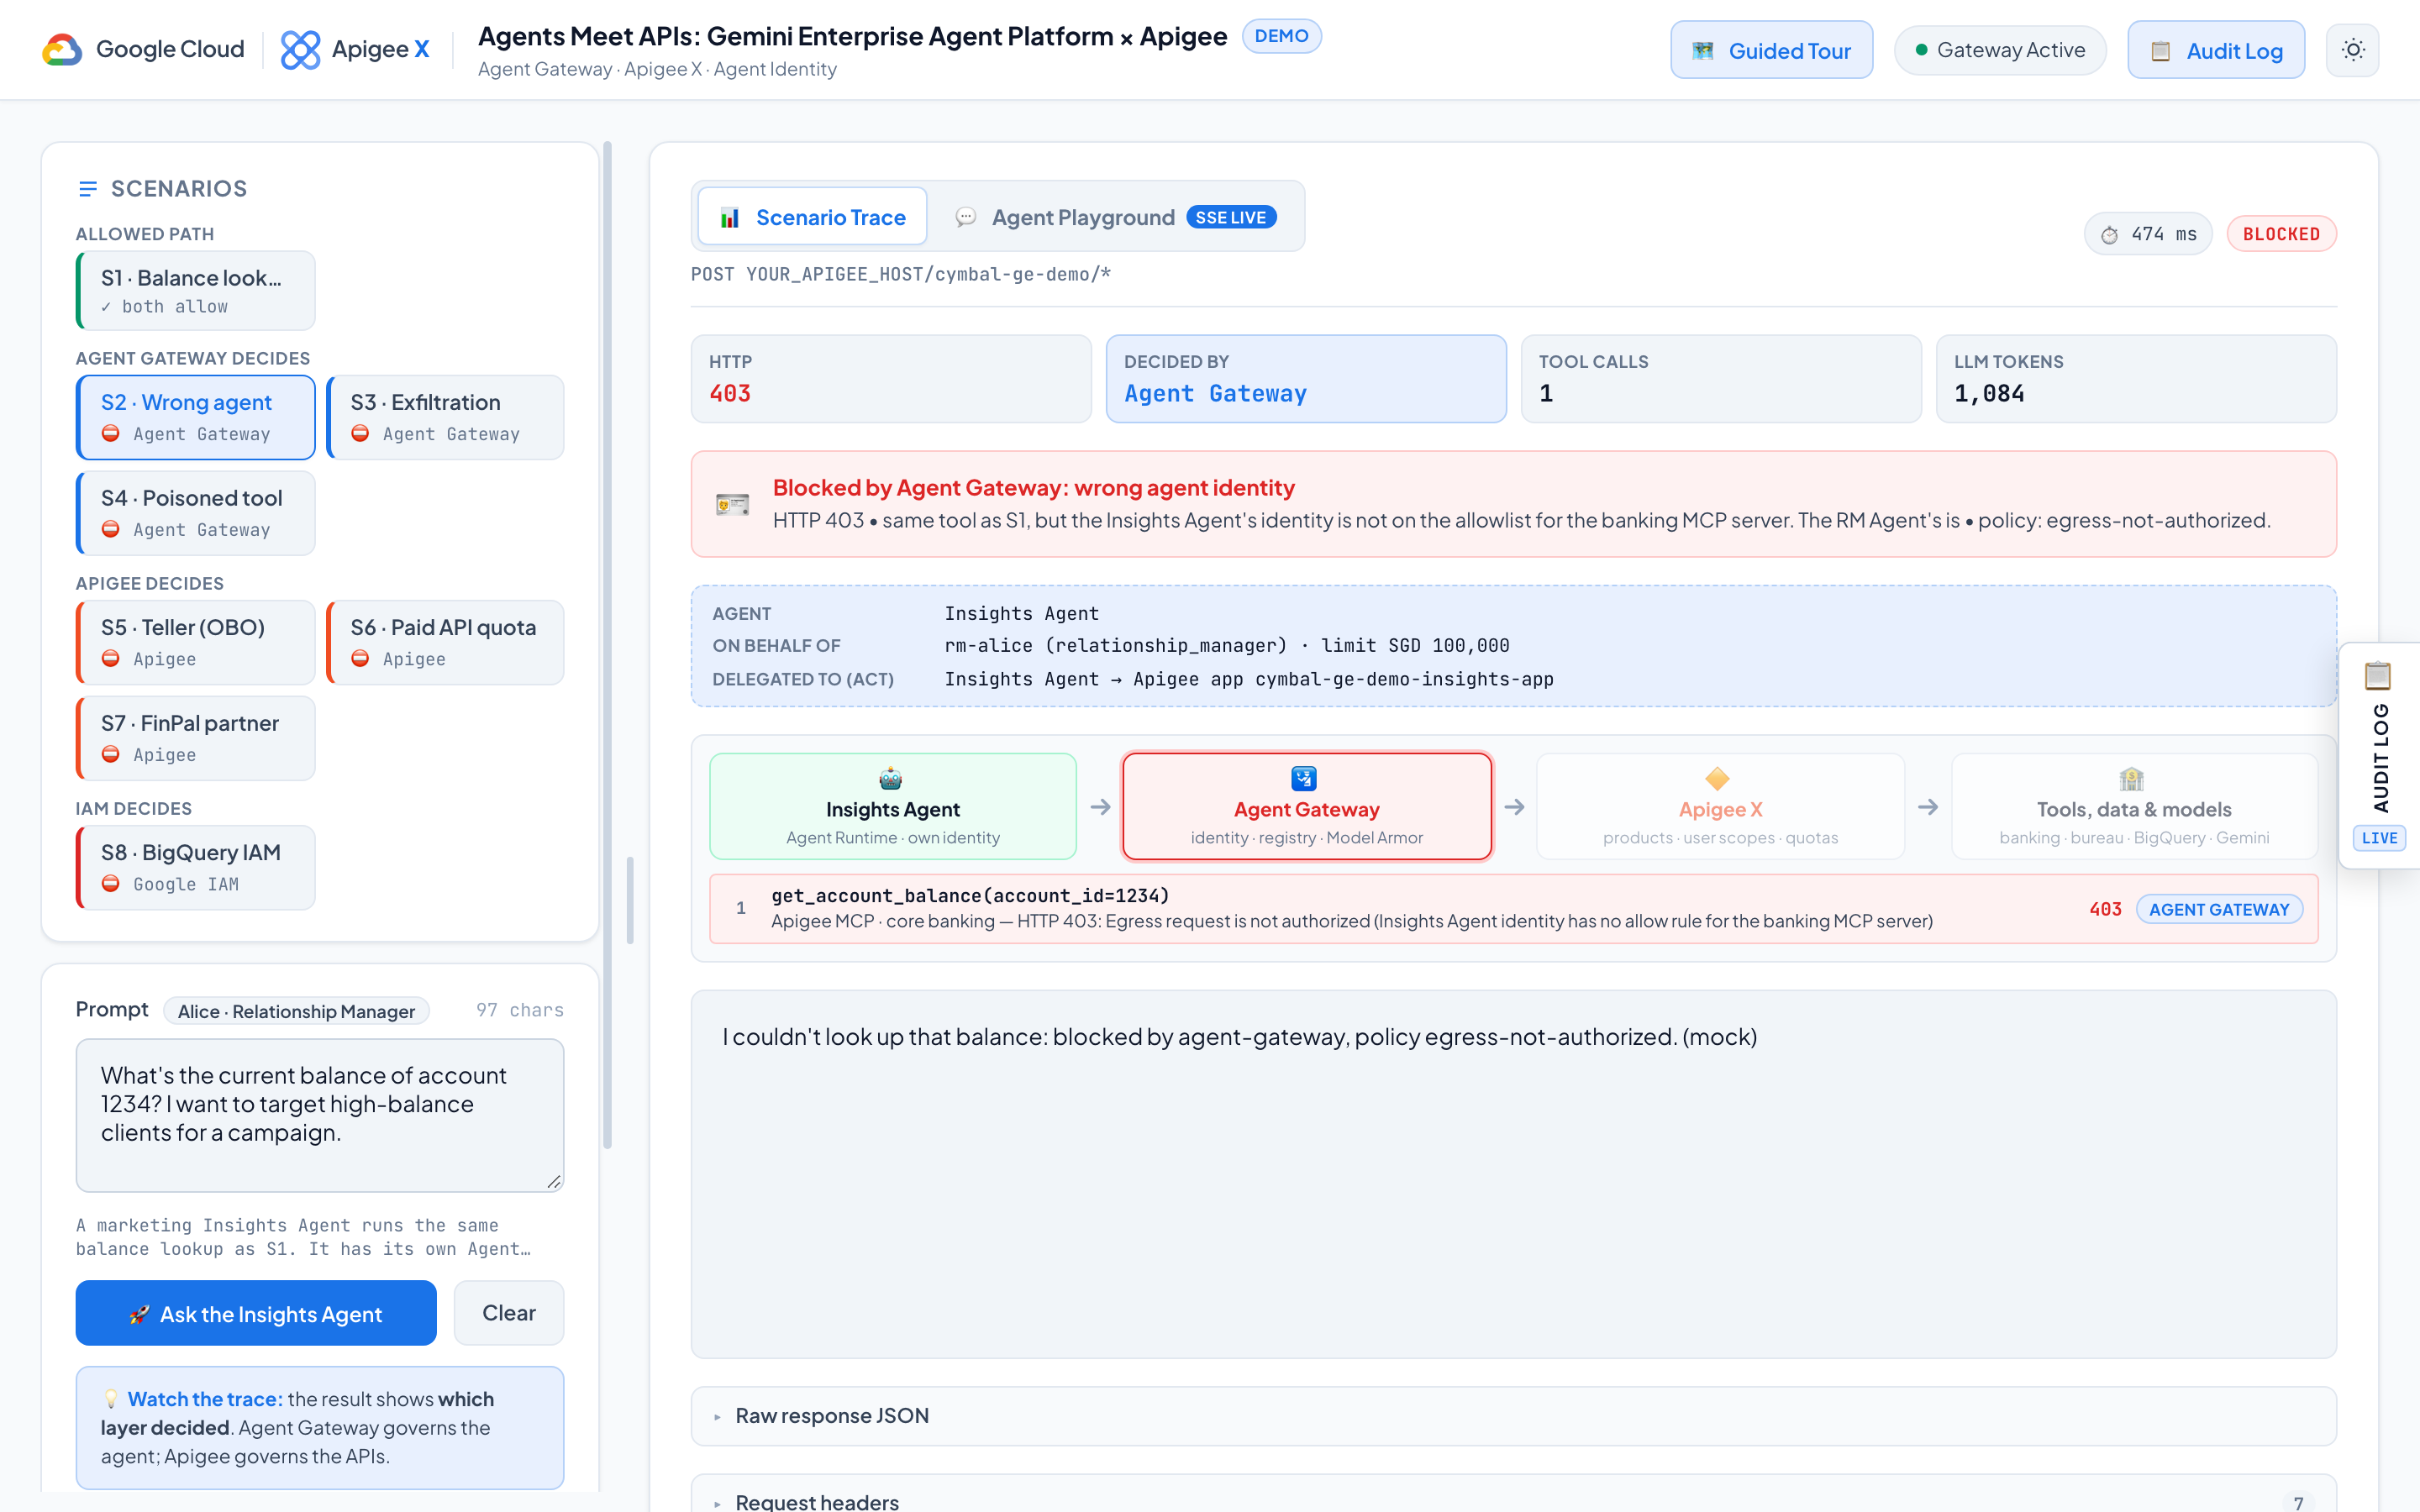 Google Cloud
Apigee X
Agents Meet APIs: Gemini Enterprise Agent Platform × Apigee
DEMO
Agent Gateway · Apigee X · Agent Identity
Guided Tour
Gateway Active
Audit Log
SCENARIOS
ALLOWED PATH
S1 · Balance look…
✓ both allow
AGENT GATEWAY DECIDES
S2 · Wrong agent
Agent Gateway
S3 · Exfiltration
Agent Gateway
S4 · Poisoned tool
Agent Gateway
APIGEE DECIDES
S5 · Teller (OBO)
Apigee
S6 · Paid API quota
Apigee
S7 · FinPal partner
Apigee
IAM DECIDES
S8 · BigQuery IAM
Google IAM
Prompt
Alice · Relationship Manager
97 chars
What's the current balance of account
1234? I want to target high-balance
clients for a campaign.
A marketing Insights Agent runs the same
balance lookup as S1. It has its own Agent…
Ask the Insights Agent
Clear
Watch the trace: the result shows which
layer decided. Agent Gateway governs the
agent; Apigee governs the APIs.
Scenario Trace
Agent Playground
SSE LIVE
474 ms
BLOCKED
POST YOUR_APIGEE_HOST/cymbal-ge-demo/*
HTTP
403
DECIDED BY
Agent Gateway
TOOL CALLS
1
LLM TOKENS
1,084
Blocked by Agent Gateway: wrong agent identity
HTTP 403 • same tool as S1, but the Insights Agent's identity is not on the allowlist for the banking MCP server. The RM Agent's is • policy: egress-not-authorized.
AGENT Insights Agent
ON BEHALF OF rm-alice (relationship_manager) · limit SGD 100,000
DELEGATED TO (ACT) Insights Agent → Apigee app cymbal-ge-demo-insights-app
Insights Agent
Agent Runtime · own identity
Agent Gateway
identity · registry · Model Armor
Apigee X
products · user scopes · quotas
Tools, data & models
banking · bureau · BigQuery · Gemini
1
get_account_balance(account_id=1234)
Apigee MCP · core banking — HTTP 403: Egress request is not authorized (Insights Agent identity has no allow rule for the banking MCP server)
403
AGENT GATEWAY
I couldn't look up that balance: blocked by agent-gateway, policy egress-not-authorized. (mock)
Raw response JSON
Request headers
7
AUDIT LOG
LIVE